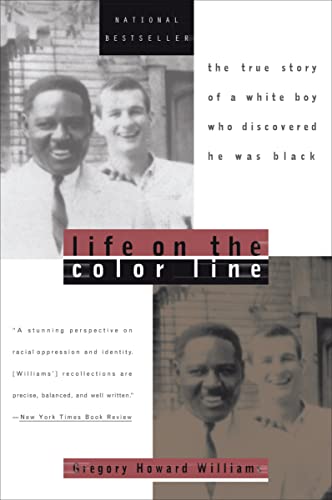 NATIONAL
BESTSELLER
the true story
of a white boy
who discovered
he was black
life on the
color line
"A stunning perspective on
racial oppression and identity.
[Williams'] recollections are
precise, balanced, and well written."
—New York Times Book Review
Gregory Howard Williams